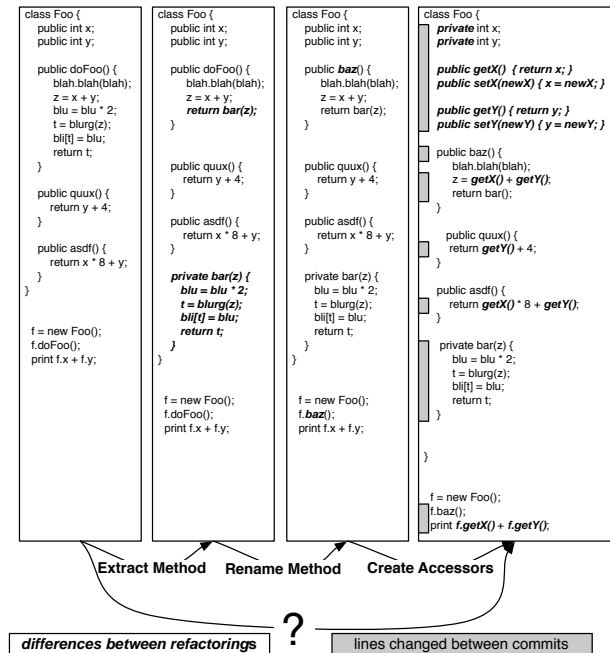 class Foo {
public int x;
public int y;
public doFoo() {
blah.blah(blah);
z = x + y;
blu = blu * 2;
t = blurg(z);
bli[t] = blu;
return t;
}
public quux() {
return y + 4;
}
public asdf() {
return x * 8 + y;
}
}
f = new Foo();
f.doFoo();
print f.x + f.y;
class Foo {
public int x;
public int y;
public doFoo() {
blah.blah(blah);
z = x + y;
return bar(z);
}
public quux() {
return y + 4;
}
public asdf() {
return x * 8 + y;
}
private bar(z) {
blu = blu * 2;
t = blurg(z);
bli[t] = blu;
return t;
}
}
f = new Foo();
f.doFoo();
print f.x + f.y;
class Foo {
public int x;
public int y;
public baz() {
blah.blah(blah);
z = x + y;
return bar(z);
}
public quux() {
return y + 4;
}
public asdf() {
return x * 8 + y;
}
private bar(z) {
blu = blu * 2;
t = blurg(z);
bli[t] = blu;
return t;
}
}
f = new Foo();
f.baz();
print f.x + f.y;
class Foo {
private int x;
private int y;
public getX() { return x; }
public setX(newX) { x = newX; }
public getY() { return y; }
public setY(newY) { y = newY; }
public baz() {
blah.blah(blah);
z = getX() + getY();
return bar();
}
public quux() {
return getY() + 4;
}
public asdf() {
return getX() * 8 + getY();
}
private bar(z) {
blu = blu * 2;
t = blurg(z);
bli[t] = blu;
return t;
}
}
f = new Foo();
f.baz();
print f.getX() + f.getY();
Extract Method
Rename Method
Create Accessors
?
differences between refactorings
lines changed between commits